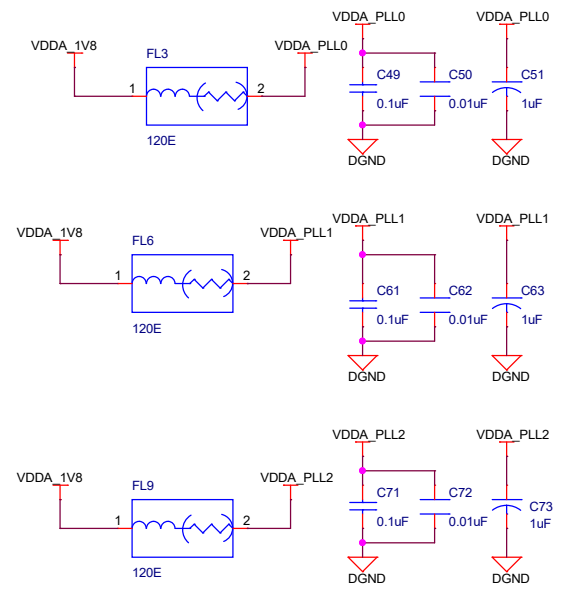 VDDA_PLL0 VDDA_PLL0
VDDA_1V8 FL3 VDDA_PLL0
C49 C50 C51
1 2
0.1uF 0.01uF 1uF
120E
DGND DGND
VDDA_PLL1 VDDA_PLL1
VDDA_1V8 FL6 VDDA_PLL1
1 2
C61 C62 C63
0.1uF 0.01uF 1uF
120E
DGND DGND
VDDA_PLL2 VDDA_PLL2
VDDA_1V8 FL9 VDDA_PLL2
C71 C72 C73
1 2
0.1uF 0.01uF 1uF
120E
DGND DGND